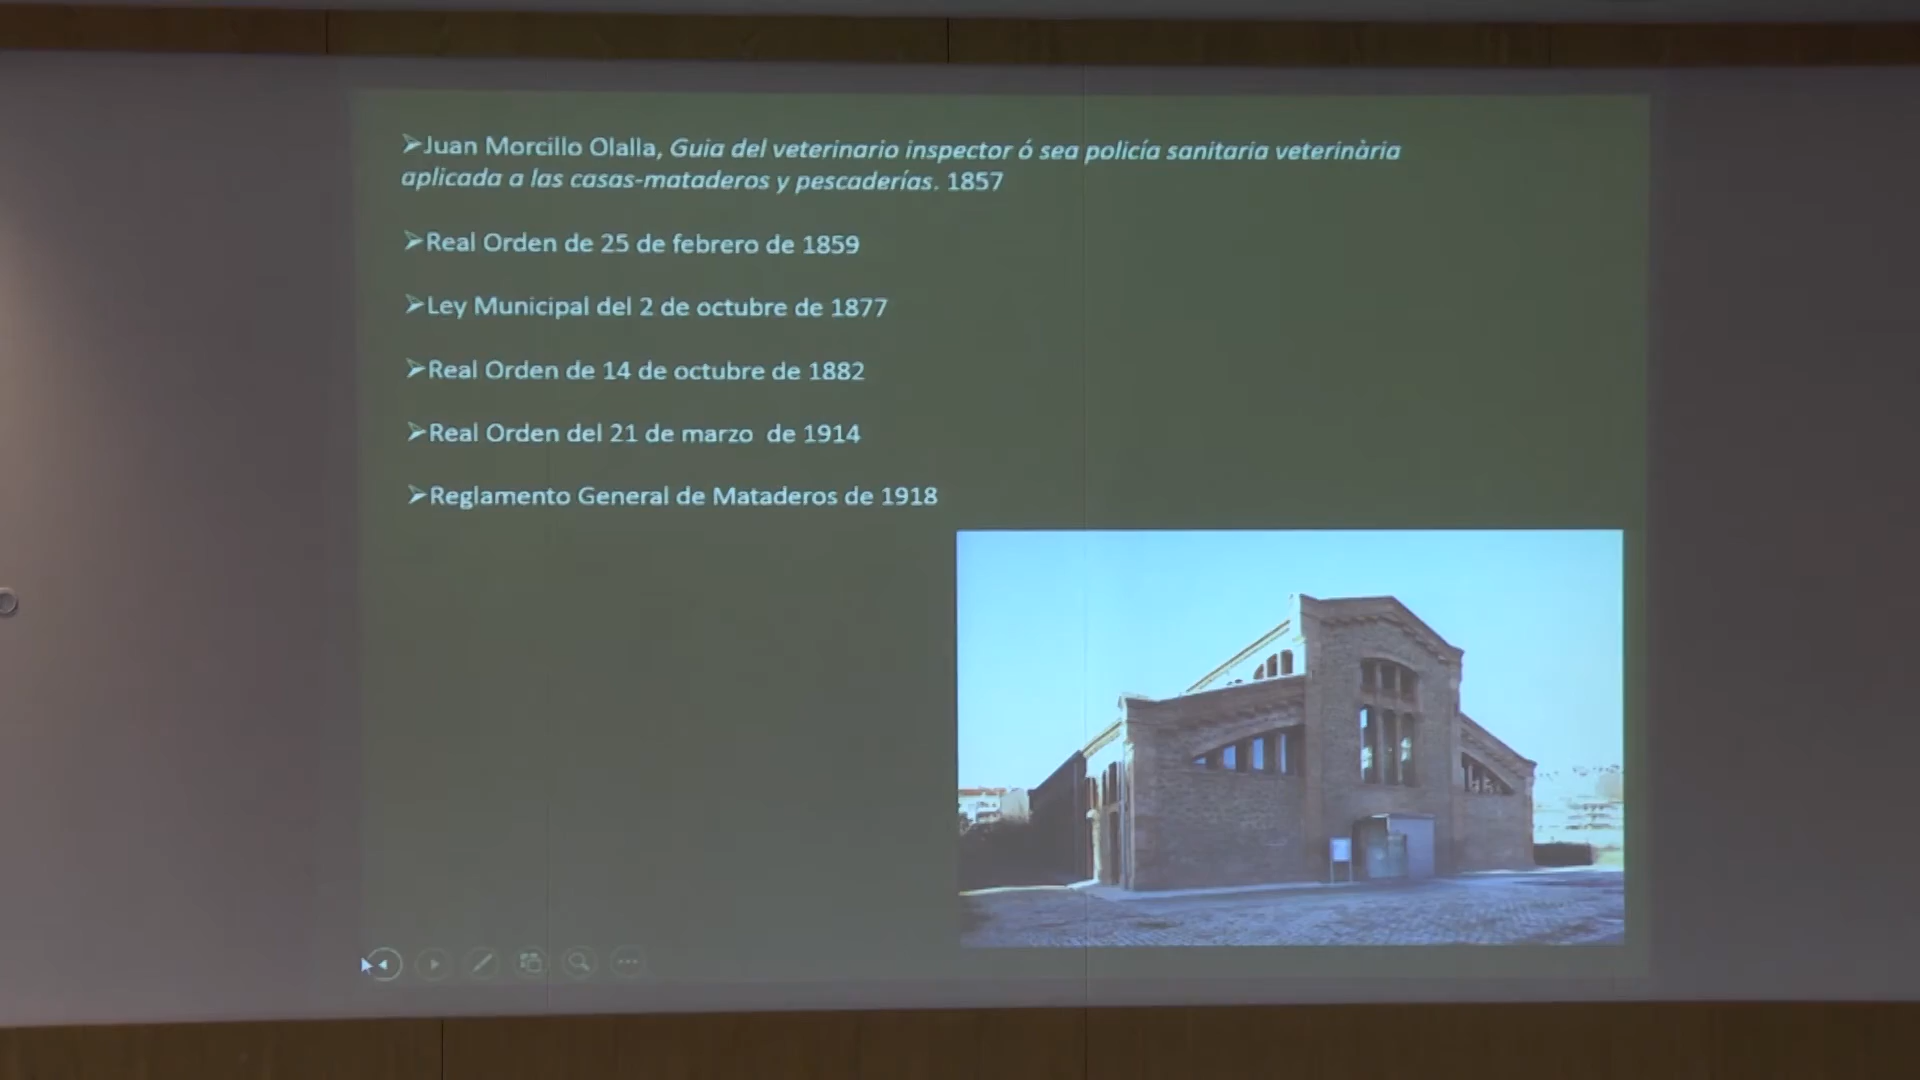 ➢Juan Morcillo Olalla, Guia del veterinario inspector ó sea policía sanitaria veterinària
aplicada a las casas-mataderos y pescaderías. 1857
➢Real Orden de 25 de febrero de 1859
➢Ley Municipal del 2 de octubre de 1877
➢Real Orden de 14 de octubre de 1882
➢Real Orden del 21 de marzo de 1914
➢Reglamento General de Mataderos de 1918